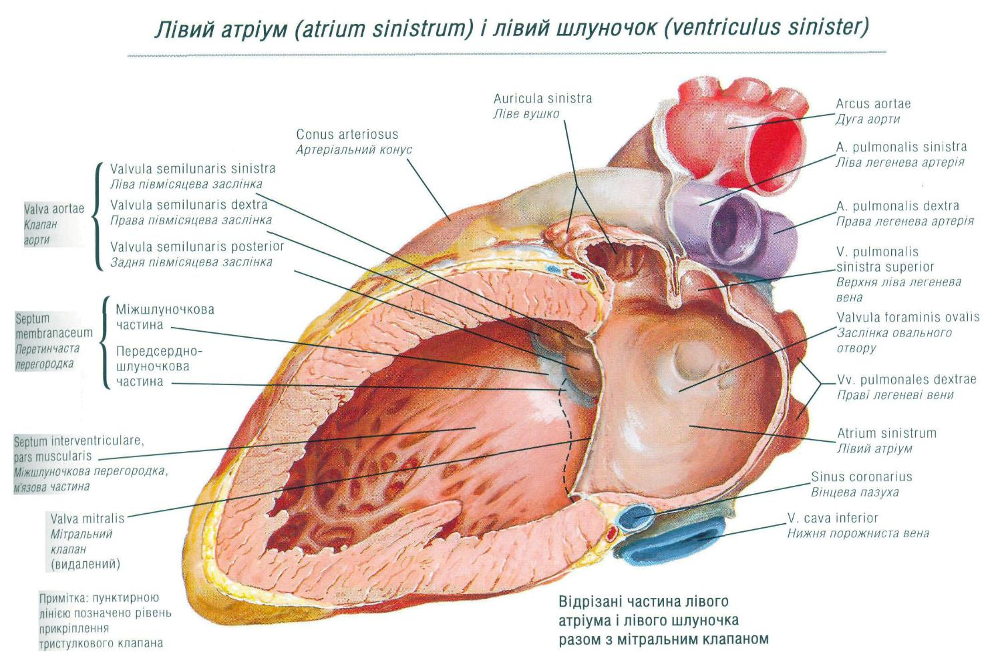 Лівий атріум (atrium sinistrum) і лівий шлуночок (ventriculus sinister)
Auricula sinistra
Ліве вушко
Conus arteriosus
Артеріальний конус
Valva aortae
Клапан
аорти
Valvula semilunaris sinistra
Ліва півмісяцева заслінка
Valvula semilunaris dextra
Права півмісяцева заслінка
Valvula semilunaris posterior
Задня півмісяцева заслінка
Septum
membranaceum
Перетинчаста
перегородка
Міжшлуночкова
частина
Передсердно-
шлуночкова
частина
Septum interventriculare,
pars muscularis
Міжшлуночкова перегородка,
м'язова частина
Valva mitralis
Мітральний
клапан
(видалений)
Примітка: пунктирною
лінією позначено рівень
прикріплення
тристулкового клапана
Arcus aortae
Дуга аорти
A. pulmonalis sinistra
Ліва легенева артерія
A. pulmonalis dextra
Права легенева артерія
V. pulmonalis
sinistra superior
Верхня ліва легенева
вена
Valvula foraminis ovalis
Заслінка овального
отвору
Vv. pulmonales dextrae
Праві легеневі вени
Atrium sinistrum
Лівий атріум
Sinus coronarius
Вінцева пазуха
V. cava inferior
Нижня порожниста вена
Відрізані частина лівого
атріума і лівого шлуночка
разом з мітральним клапаном